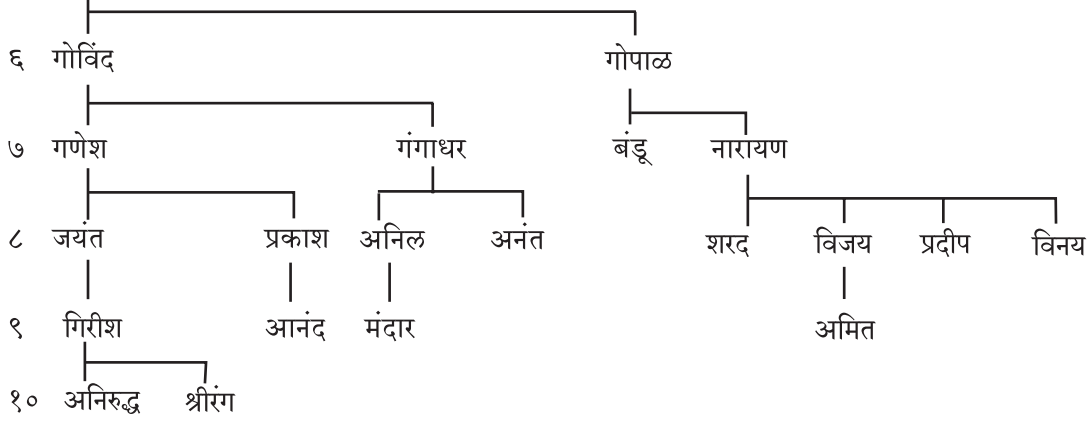 ६ गोविंद गोपाळ
७ गणेश गंगाधर बंडू नारायण
८ जयंत प्रकाश अनिल अनंत शरद विजय प्रदीप विनय
९ गिरीश आनंद मंदार अमित
१० अनिरुद्ध श्रीरंग